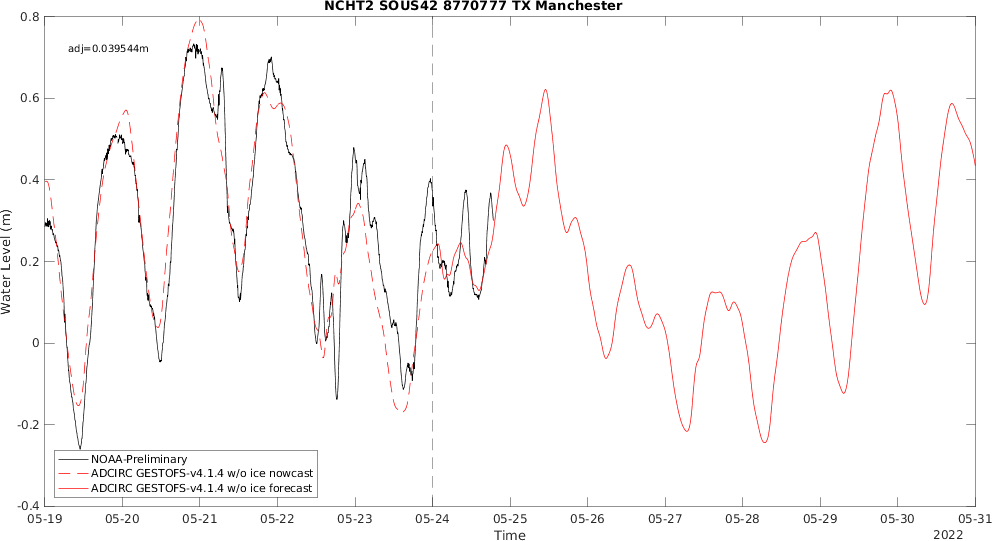 NCHT2 SOUS42 8770777 TX Manchester
adj=0.039544m
0.8
0.6
0.4
0.2
0
-0.2
-0.4
Water Level (m)
NOAA-Preliminary
ADCIRC GESTOFS-v4.1.4 w/o ice nowcast
ADCIRC GESTOFS-v4.1.4 w/o ice forecast
05-19 05-20 05-21 05-22 05-23 05-24 05-25 05-26 05-27 05-28 05-29 05-30 05-31
Time
2022